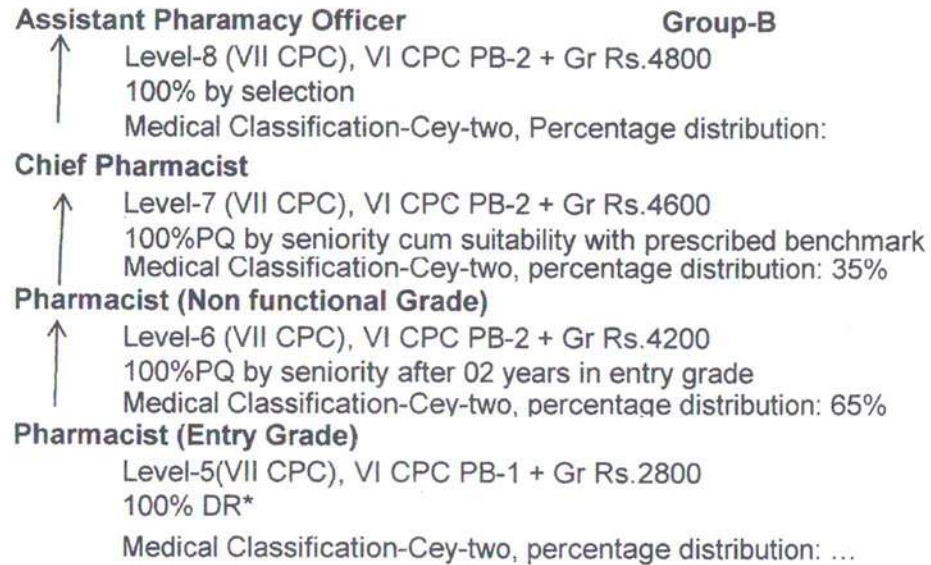 Assistant Pharamacy Officer Group-B
Level-8 (VII CPC), VI CPC PB-2 + Gr Rs.4800
100% by selection
Medical Classification-Cey-two, Percentage distribution:
Chief Pharmacist
Level-7 (VII CPC), VI CPC PB-2 + Gr Rs.4600
100%PQ by seniority cum suitability with prescribed benchmark
Medical Classification-Cey-two, percentage distribution: 35%
Pharmacist (Non functional Grade)
Level-6 (VII CPC), VI CPC PB-2 + Gr Rs.4200
100%PQ by seniority after 02 years in entry grade
Medical Classification-Cey-two, percentage distribution: 65%
Pharmacist (Entry Grade)
Level-5(VII CPC), VI CPC PB-1 + Gr Rs.2800
100% DR*
Medical Classification-Cey-two, percentage distribution: ...